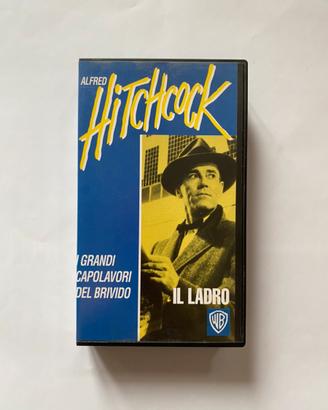 ALFRED
HiTCHCOCK
I GRANDI
CAPOLAVORI
DEL BRIVIDO
IL LADRO
WB